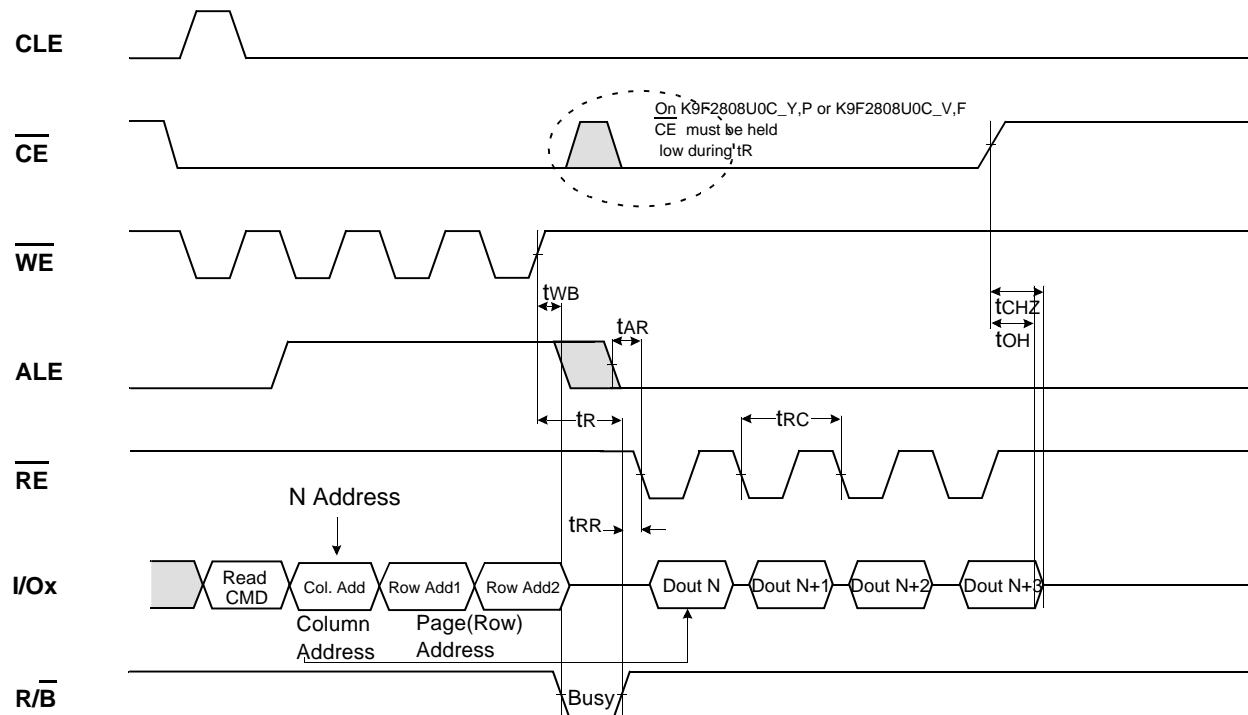 CLE
On K9F2808U0C_Y,P or K9F2808U0C_V,F
CE must be held
low during tR
CE
WE
tWB
tCHZ
tOH
tAR
ALE
tR
tRC
RE
N Address
tRR
I/Ox
Read
CMD
Col. Add
Row Add1
Row Add2
Dout N
Dout N+1
Dout N+2
Dout N+3
Column
Address
Page(Row)
Address
R/B
Busy